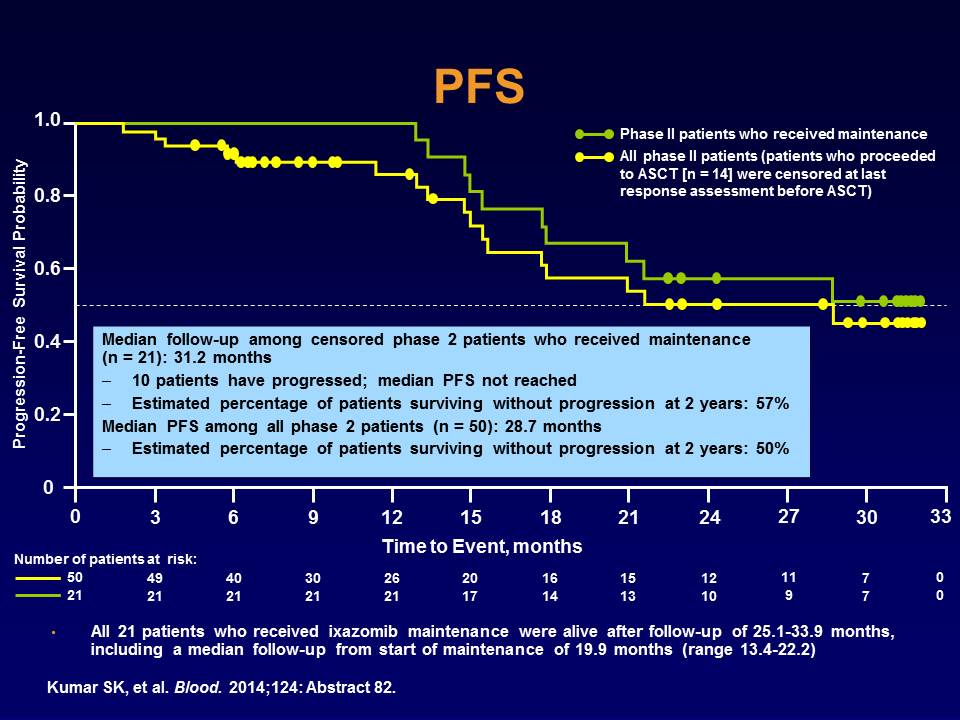 PFS
Progression-Free Survival Probability
1.0
0.8
0.6
0.4
0.2
0
Phase II patients who received maintenance
All phase II patients (patients who proceeded
to ASCT [n = 14] were censored at last
response assessment before ASCT)
Median follow-up among censored phase 2 patients who received maintenance
(n = 21): 31.2 months
– 10 patients have progressed; median PFS not reached
– Estimated percentage of patients surviving without progression at 2 years: 57%
Median PFS among all phase 2 patients (n = 50): 28.7 months
– Estimated percentage of patients surviving without progression at 2 years: 50%
0 3 6 9 12 15 18 21 24 27 30 33
Time to Event, months
Number of patients at risk:
50 49 40 30 26 20 16 15 12 11 7 0
21 21 21 21 21 17 14 13 10 9 7 0
• All 21 patients who received ixazomib maintenance were alive after follow-up of 25.1-33.9 months,
including a median follow-up from start of maintenance of 19.9 months (range 13.4-22.2)
Kumar SK, et al. Blood. 2014;124: Abstract 82.